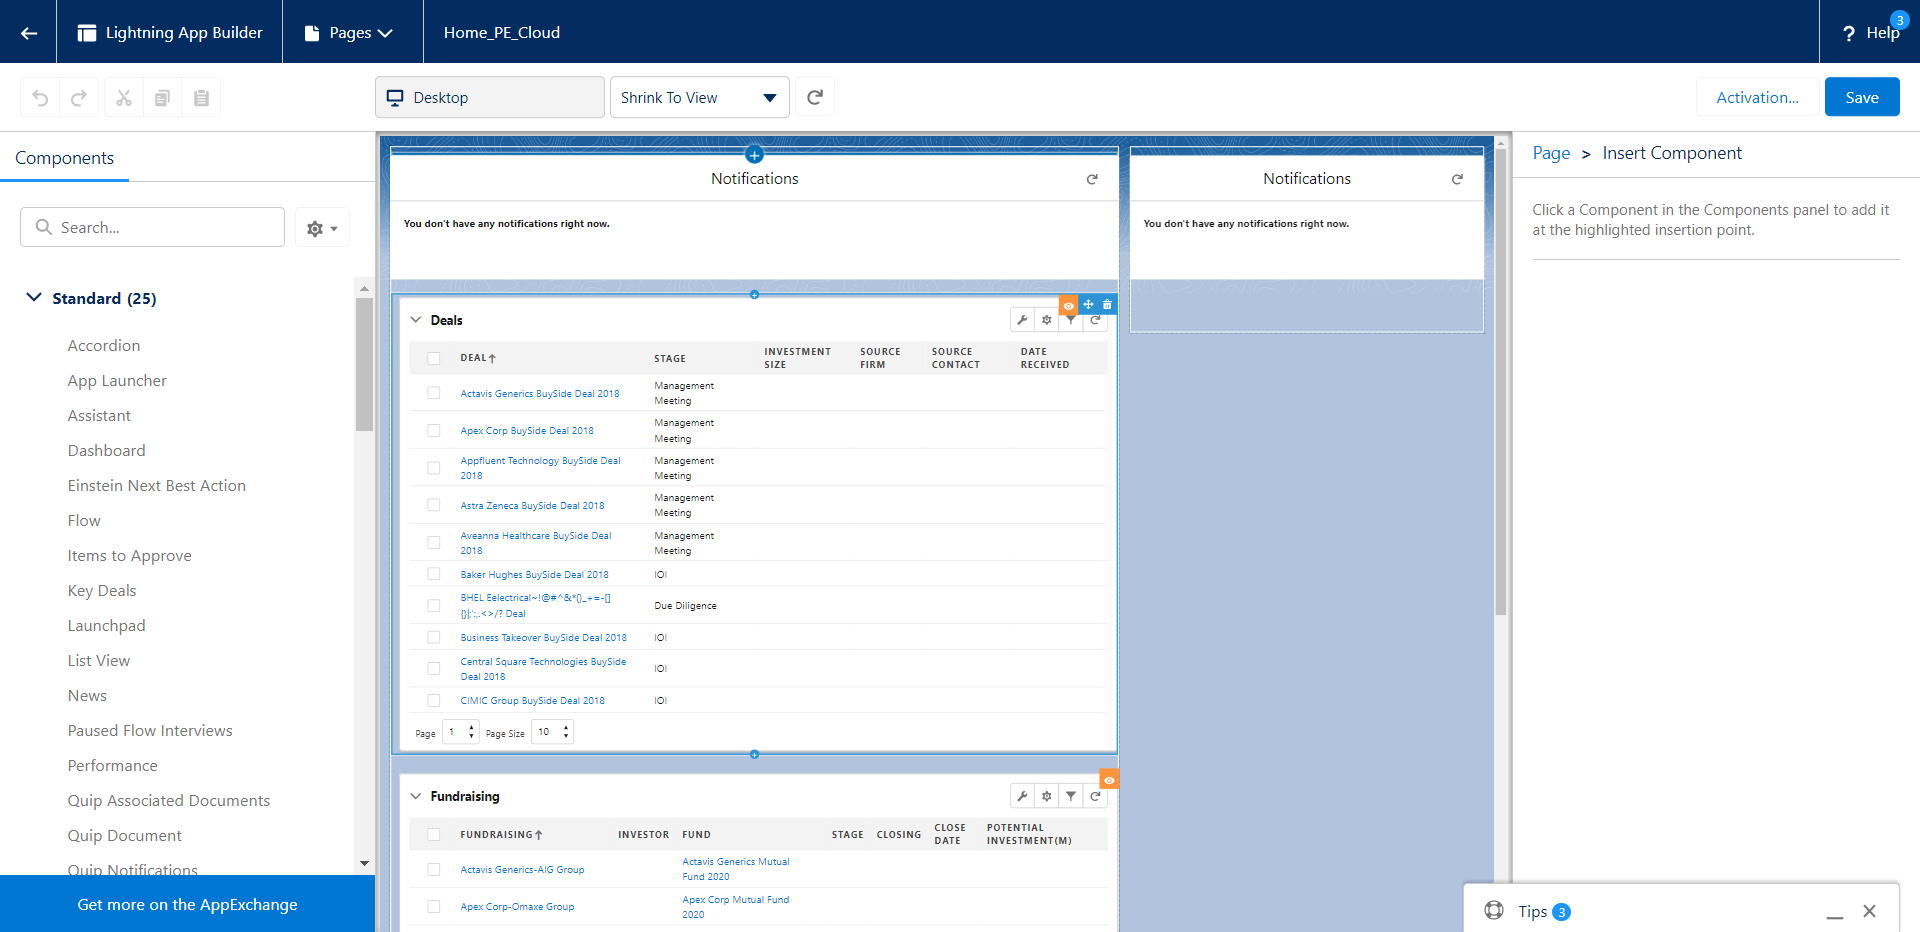 Lightning App Builder
Pages
Home_PE_Cloud
? Help
3
Desktop
Shrink To View
Activation...
Save
Components
Search...
Standard (25)
Accordion
App Launcher
Assistant
Dashboard
Einstein Next Best Action
Flow
Items to Approve
Key Deals
Launchpad
List View
News
Paused Flow Interviews
Performance
Quip Associated Documents
Quip Document
Quip Notifications
Get more on the AppExchange
Notifications
You don't have any notifications right now.
Notifications
You don't have any notifications right now.
Deals
DEAL STAGE INVESTMENT SIZE SOURCE FIRM SOURCE CONTACT DATE RECEIVED
Actavis Generics BuySide Deal 2018 Management Meeting
Apex Corp BuySide Deal 2018 Management Meeting
Appfluent Technology BuySide Deal 2018 Management Meeting
Astra Zeneca BuySide Deal 2018 Management Meeting
Aveanna Healthcare BuySide Deal 2018 Management Meeting
Baker Hughes BuySide Deal 2018 IOI
BHEL Eelectrical~!@#^&*()_+=-[] {}|;':,.<>/? Deal Due Diligence
Business Takeover BuySide Deal 2018 IOI
Central Square Technologies BuySide Deal 2018 IOI
CIMIC Group BuySide Deal 2018 IOI
Page 1 Page Size 10
Fundraising
FUNDRAISING INVESTOR FUND STAGE CLOSING CLOSE DATE POTENTIAL INVESTMENT(M)
Actavis Generics-AIG Group Actavis Generics Mutual Fund 2020
Apex Corp-Omaxe Group Apex Corp Mutual Fund 2020
Page > Insert Component
Click a Component in the Components panel to add it
at the highlighted insertion point.
Tips 3